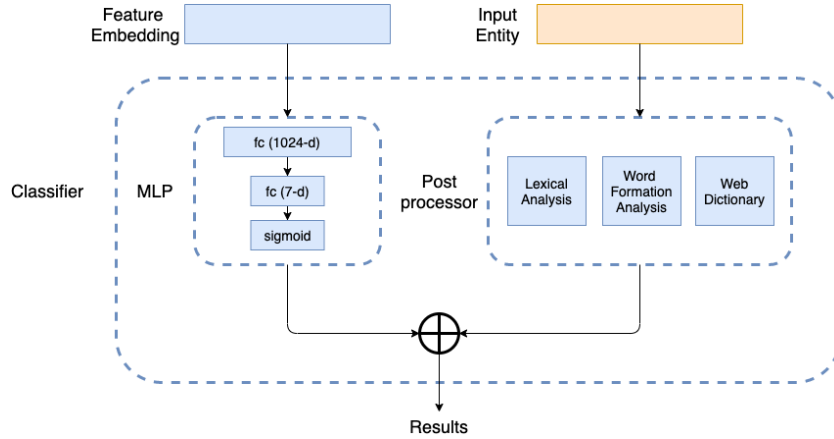 Feature
Embedding
Input
Entity
Classifier
MLP
fc (1024-d)
fc (7-d)
sigmoid
Post
processor
Lexical
Analysis
Word
Formation
Analysis
Web
Dictionary
Results